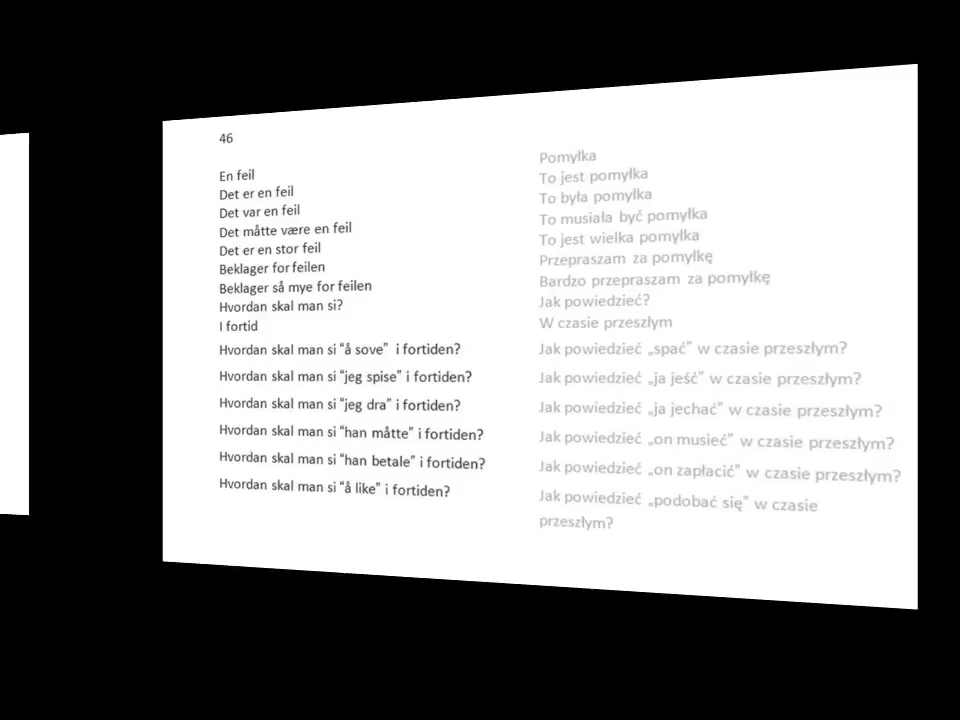 46
En feil
Det er en feil
Det var en feil
Det måtte være en feil
Det er en stor feil
Beklager for feilen
Beklager så mye for feilen
Hvordan skal man si?
I fortid
Hvordan skal man si “å sove”  i fortiden?
Hvordan skal man si “jeg spise” i fortiden?
Hvordan skal man si “jeg dra” i fortiden?
Hvordan skal man si “han måtte” i fortiden?
Hvordan skal man si “han betale” i fortiden?
Hvordan skal man si “å like” i fortiden?
Pomyłka
To jest pomyłka
To była pomyłka
To musiała być pomyłka
To jest wielka pomyłka
Przepraszam za pomyłkę
Bardzo przepraszam za pomyłkę
Jak powiedzieć?
W czasie przeszłym
Jak powiedzieć „spać” w czasie przeszłym?
Jak powiedzieć „ja jeść” w czasie przeszłym?
Jak powiedzieć „ja jechać” w czasie przeszłym?
Jak powiedzieć „on musieć” w czasie przeszłym?
Jak powiedzieć „on zapłacić” w czasie przeszłym?
Jak powiedzieć „podobać się” w czasie
przeszłym?